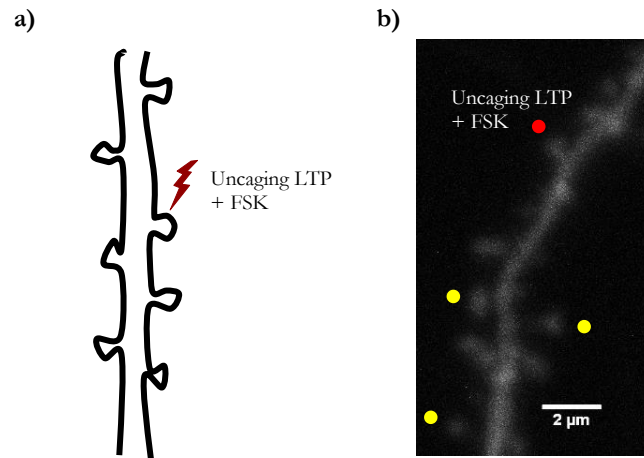 a)
b)
Uncaging LTP
+ FSK
Uncaging LTP
+ FSK
2 μm